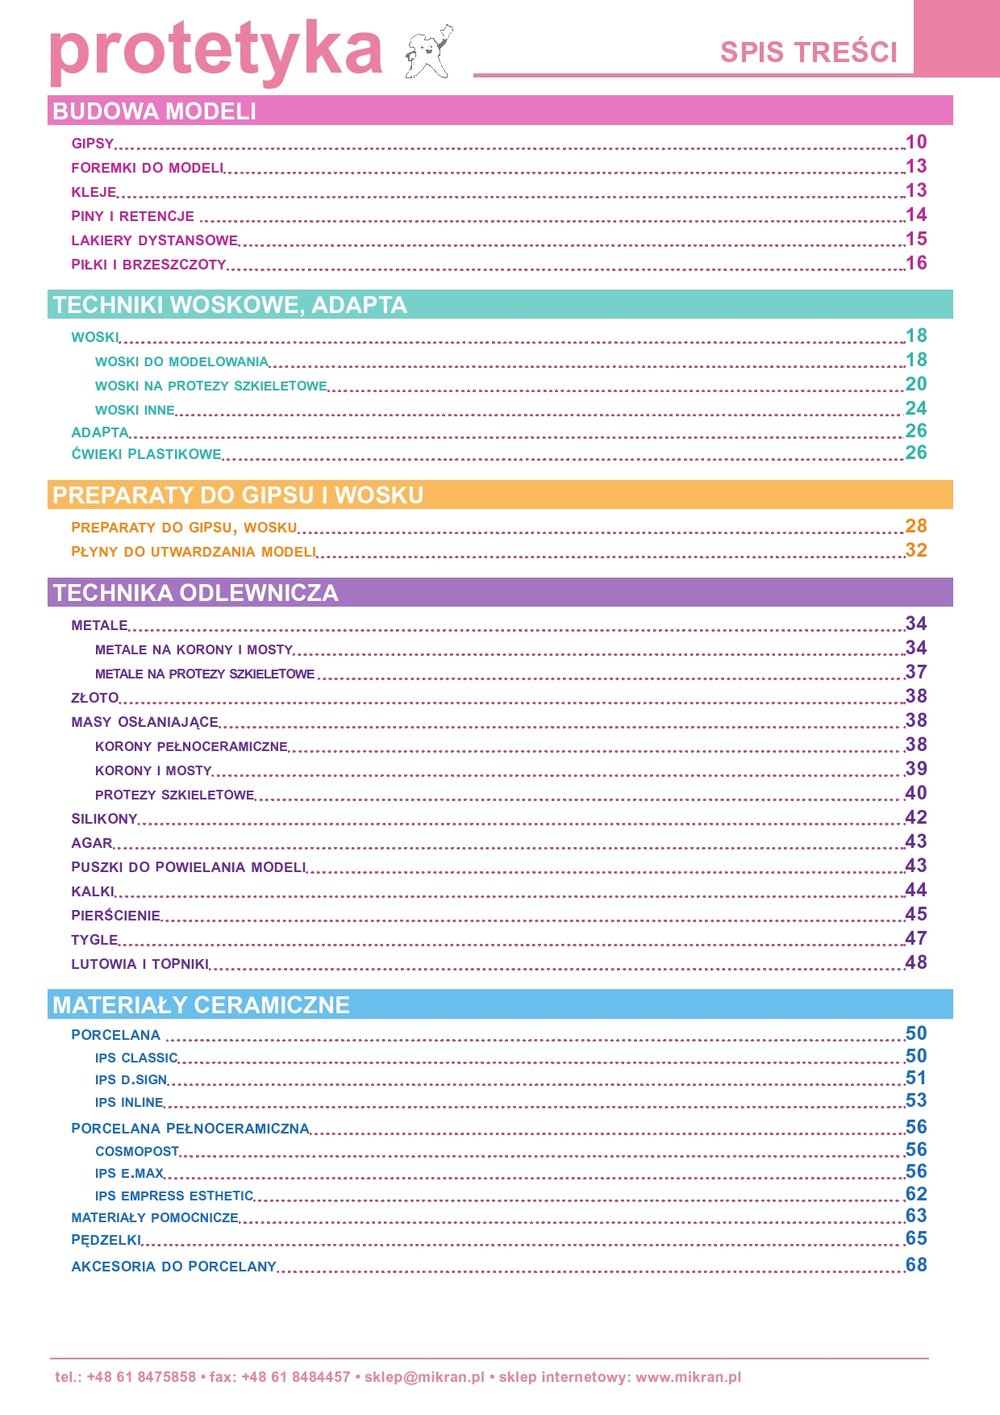 protetyka
SPIS TREŚCI
BUDOWA MODELI
GIPSY 10
FOREMKI DO MODELI 13
KLEJE 13
PINY I RETENCJE 14
LAKIERY DYSTANSOWE 15
PIŁKI I BRZESZCZOTY 16
TECHNIKI WOSKOWE, ADAPTA
WOSKI 18
WOSKI DO MODELOWANIA 18
WOSKI NA PROTEZY SZKIELETOWE 20
WOSKI INNE 24
ADAPTA 26
ĆWIEKI PLASTIKOWE 26
PREPARATY DO GIPSU I WOSKU
PREPARATY DO GIPSU, WOSKU 28
PŁYNY DO UTWARDZANIA MODELI 32
TECHNIKA ODLEWNICZA
METALE 34
METALE NA KORONY I MOSTY 34
METALE NA PROTEZY SZKIELETOWE 37
ZŁOTO 38
MASY OSŁANIAJĄCE 38
KORONY PEŁNOCERAMICZNE 38
KORONY I MOSTY 39
PROTEZY SZKIELETOWE 40
SILIKONY 42
AGAR 43
PUSZKI DO POWIELANIA MODELI 43
KALKI 44
PIERŚCIENIE 45
TYGLE 47
LUTOWIA I TOPNIKI 48
MATERIAŁY CERAMICZNE
PORCELANA 50
IPS CLASSIC 50
IPS D.SIGN 51
IPS INLINE 53
PORCELANA PEŁNOCERAMICZNA 56
COSMOPOST 56
IPS E.MAX 56
IPS EMPRESS ESTHETIC 62
MATERIAŁY POMOCNICZE 63
PĘDZELKI 65
AKCESORIA DO PORCELANY 68
tel.: +48 61 8475858 • fax: +48 61 8484457 • sklep@mikran.pl • sklep internetowy: www.mikran.pl